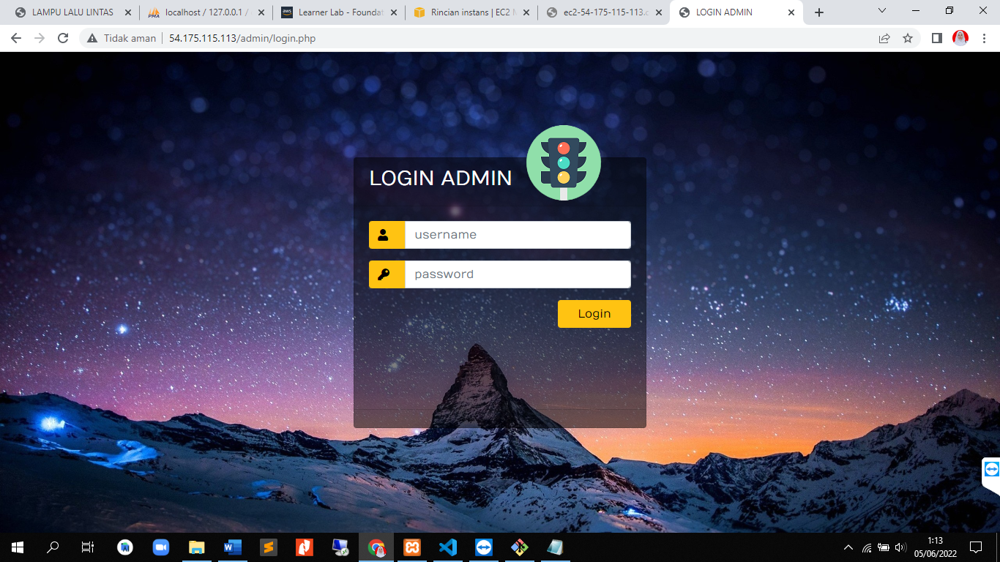 LAMPU LALU LINTAS
localhost / 127.0.0.1 /
Learner Lab - Foundat
Rincian instans | EC2 M
ec2-54-175-115-113.c
LOGIN ADMIN
Tidak aman
54.175.115.113/admin/login.php
LOGIN ADMIN
username
password
Login
1:13
05/06/2022